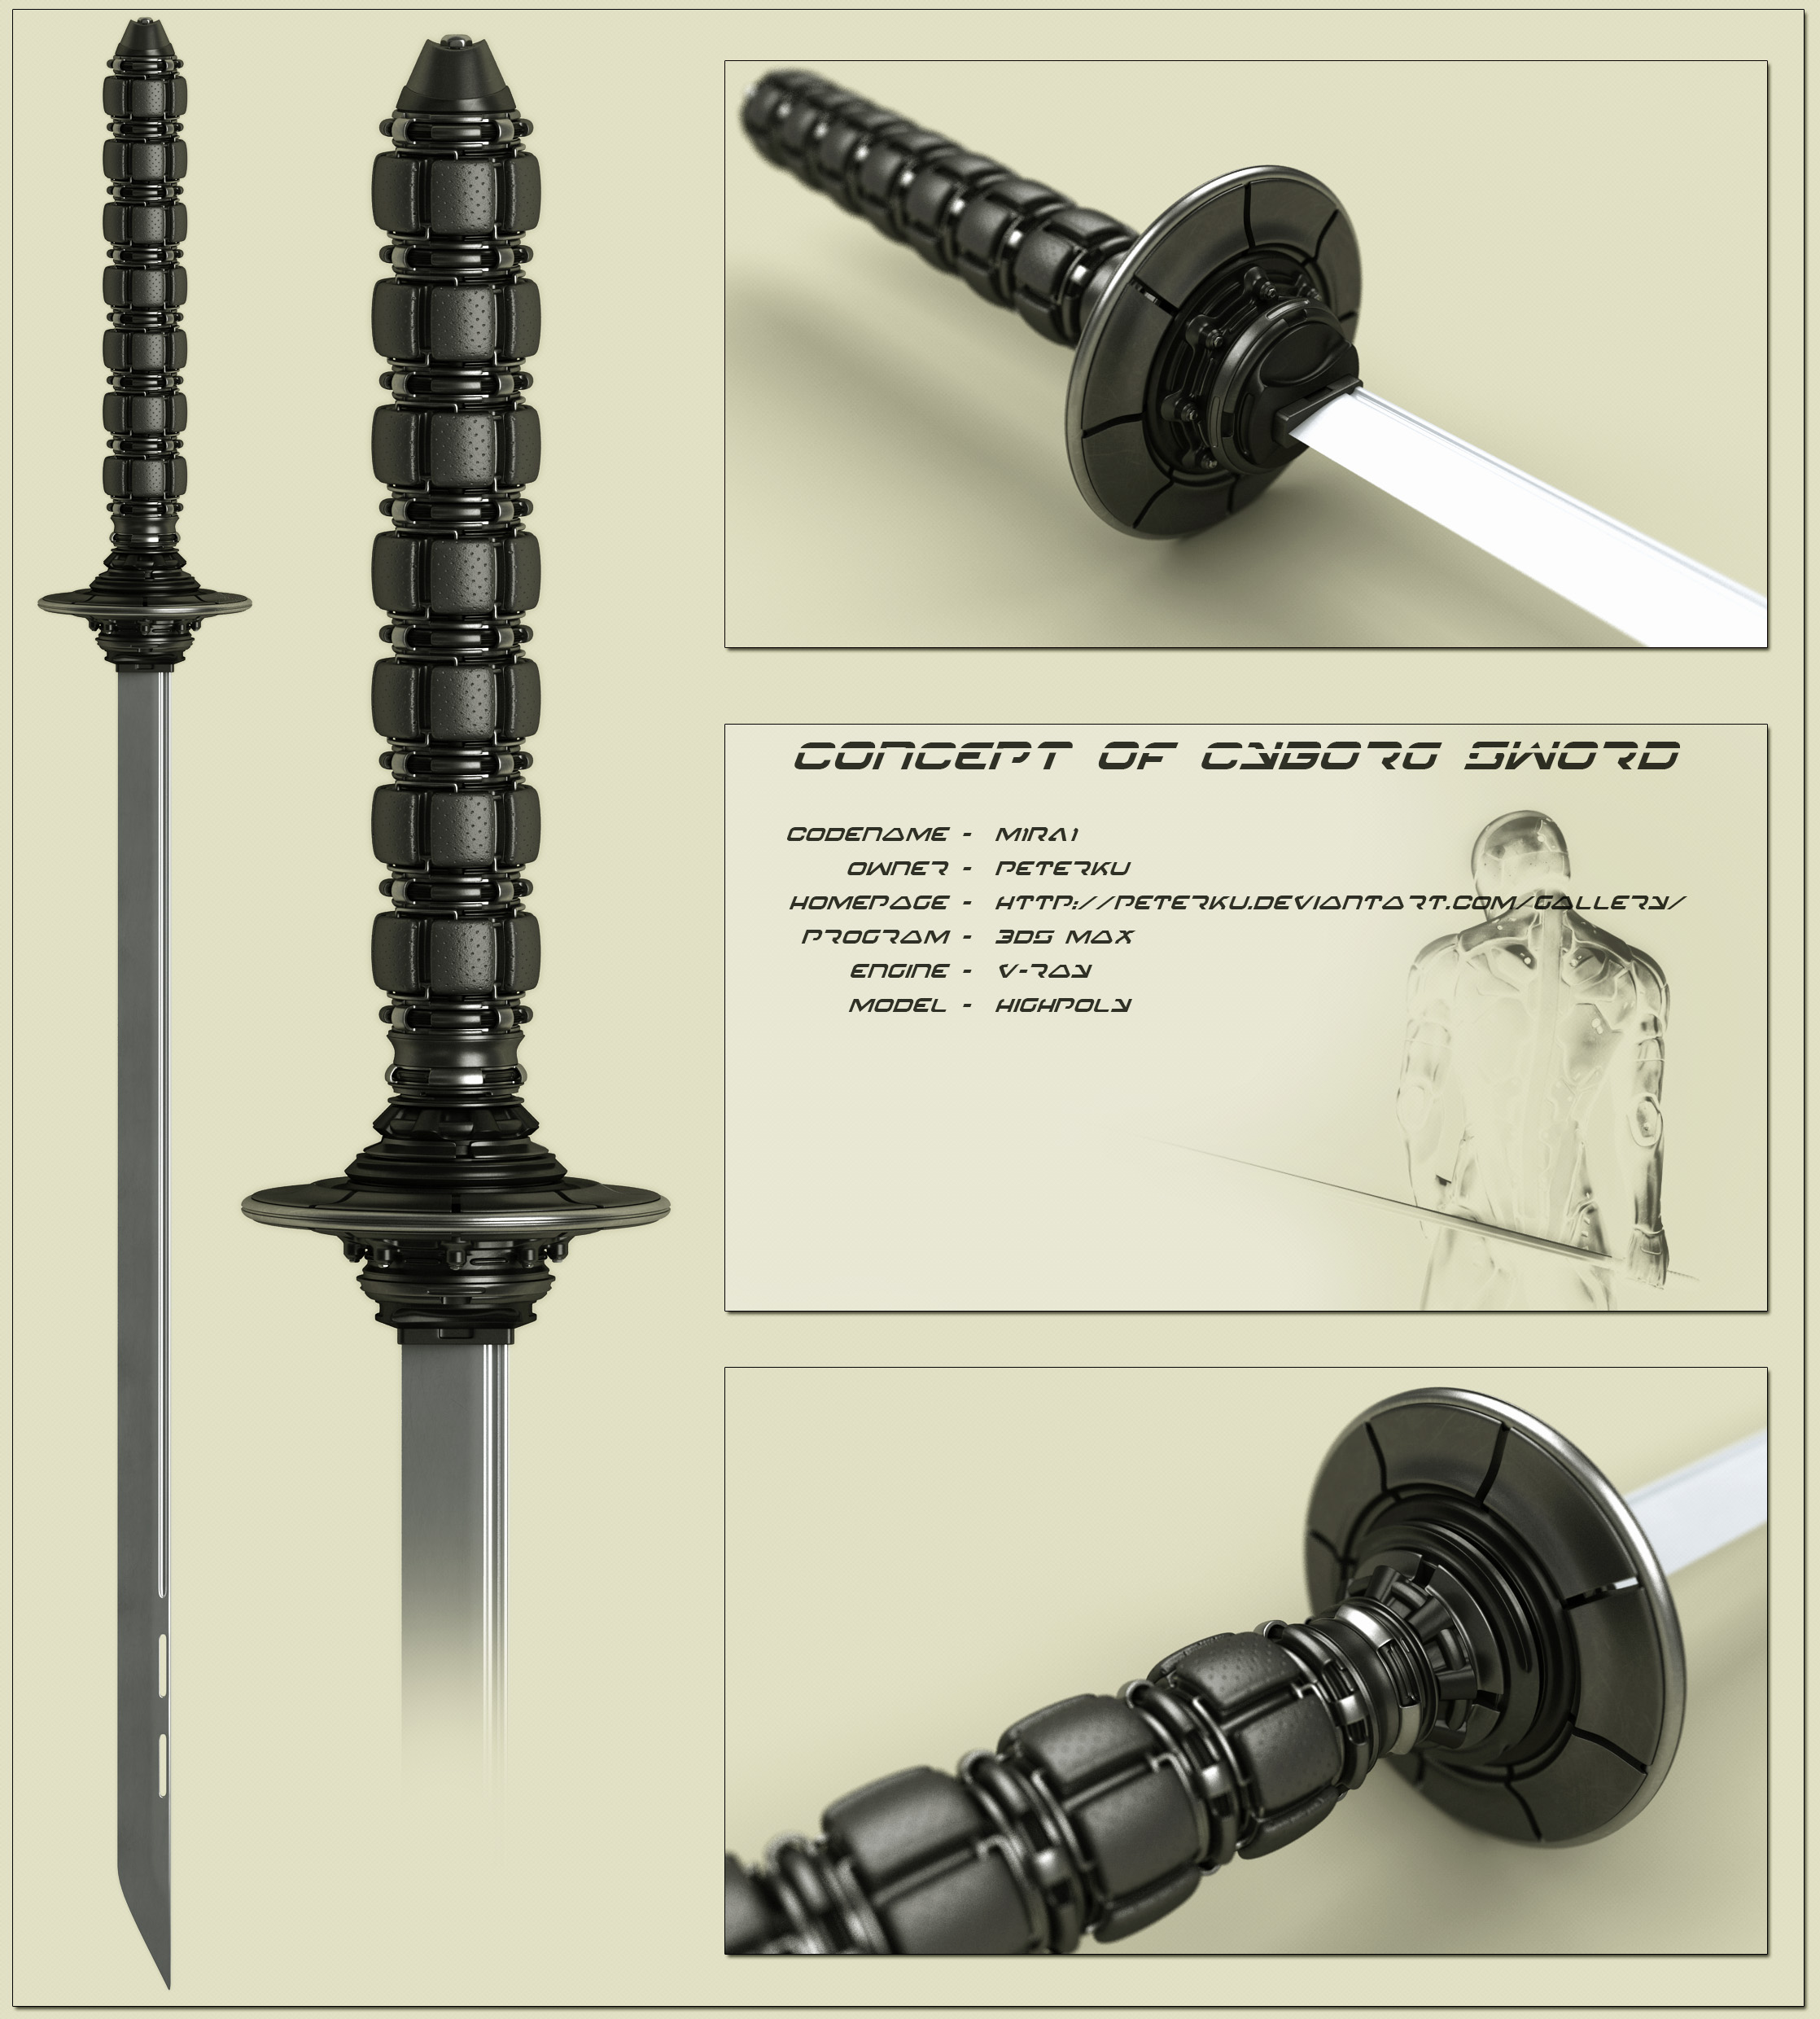 CONCEPT OF CYBORG SWORD
CODENAME - MIRAI
OWNER - PETERKU
HOMEPAGE - HTTP://PETERKU.DEVIANTART.COM/GALLERY/
PROGRAM - 3DS MAX
ENGINE - V-RAY
MODEL - HIGHPOLY